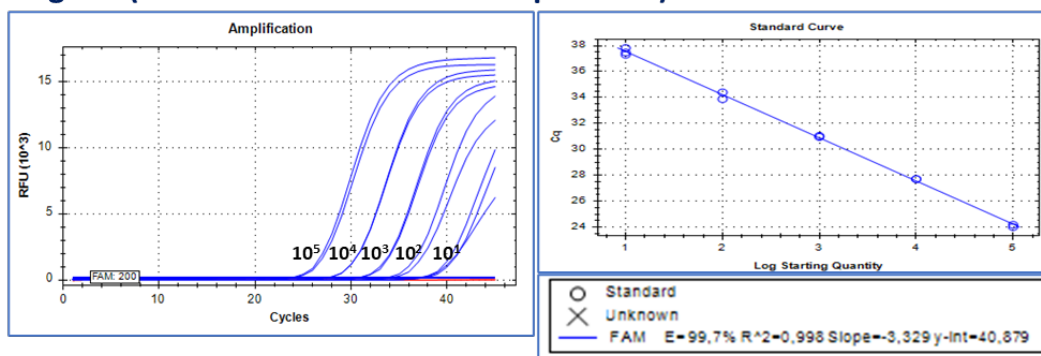 Amplification
RFU (10^3)
15
10
5
0
10⁵ 10⁴ 10³ 10² 10¹
FAM: 200
0 10 20 30 40
Cycles
Standard Curve
Cq
38
36
34
32
30
28
26
24
1 2 3 4 5
Log Starting Quantity
Standard
Unknown
FAM E=99,7% R^2=0,998 Slope=-3,329 y-Int=40,879